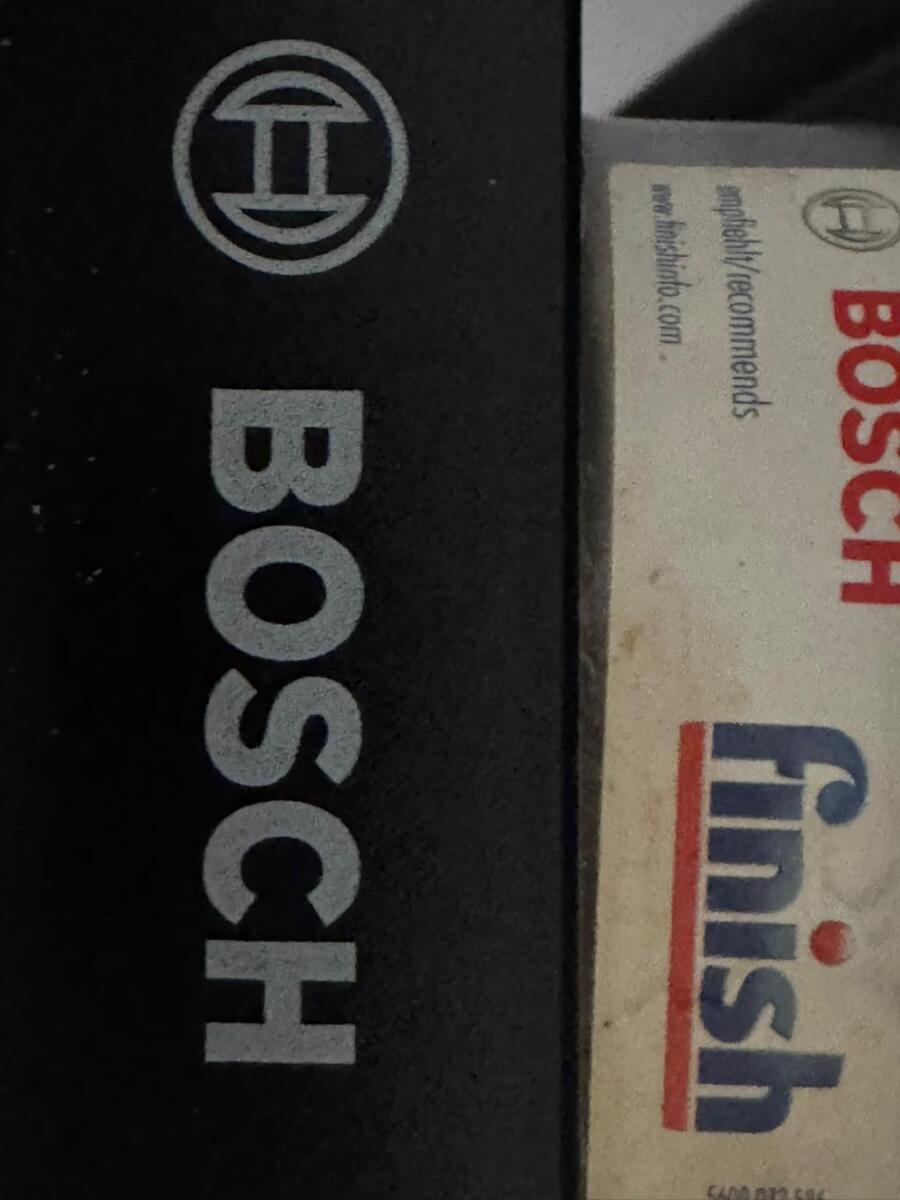 BOSCH
BOSCH
empfiehlt/recommends
www.finishinfo.com
finish